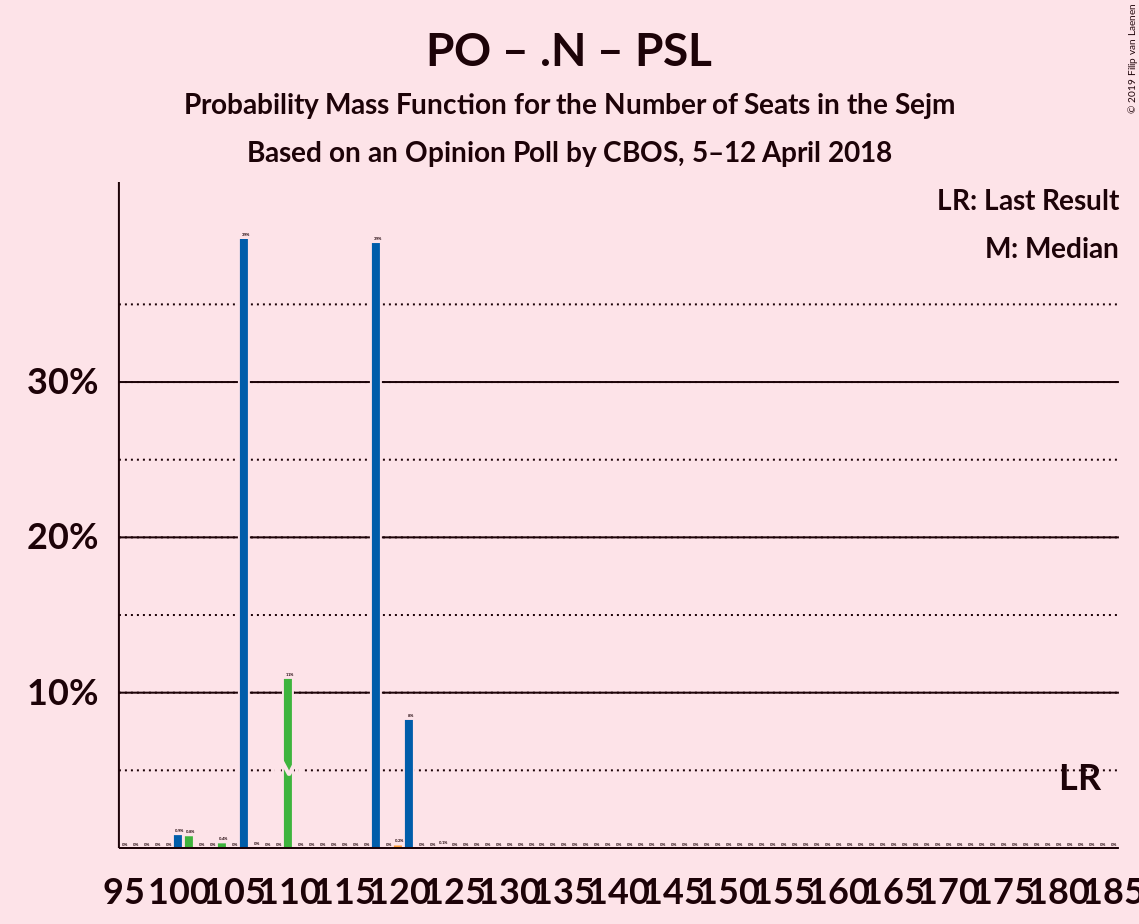 © 2019 Filip van Laenen
PO – .N – PSL
Probability Mass Function for the Number of Seats in the Sejm
Based on an Opinion Poll by CBOS, 5–12 April 2018
LR: Last Result
M: Median
30%
20%
10%
LR
95 100 105 110 115 120 125 130 135 140 145 150 155 160 165 170 175 180 185